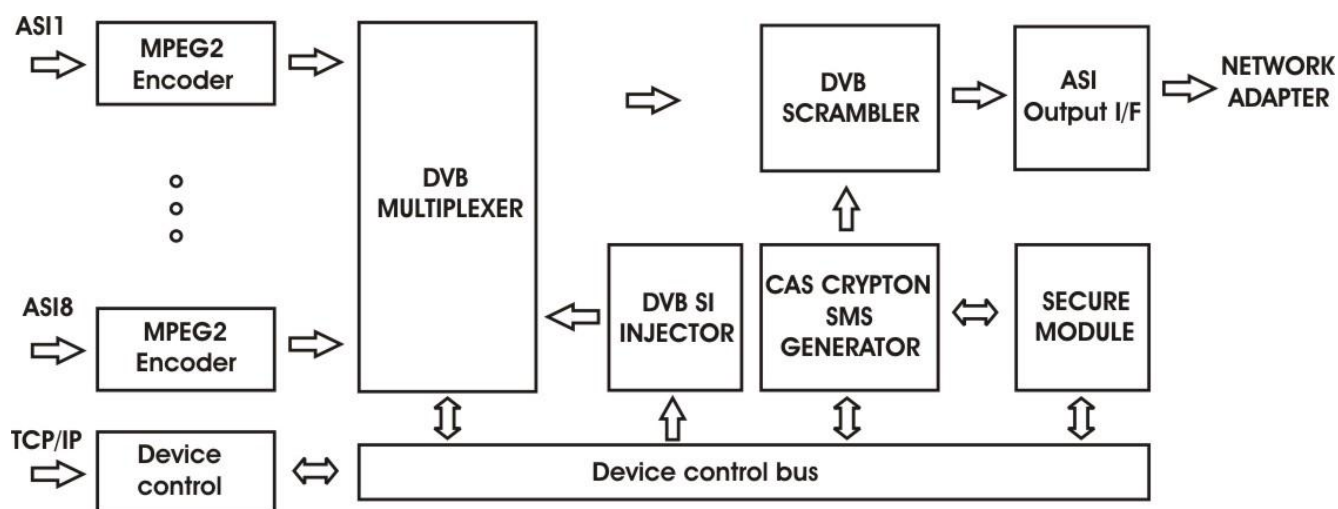 ASI1
MPEG2
Encoder
DVB
MULTIPLEXER
DVB
SCRAMBLER
ASI
Output I/F
NETWORK
ADAPTER
ASI8
MPEG2
Encoder
DVB SI
INJECTOR
CAS CRYPTON
SMS
GENERATOR
SECURE
MODULE
TCP/IP
Device
control
Device control bus